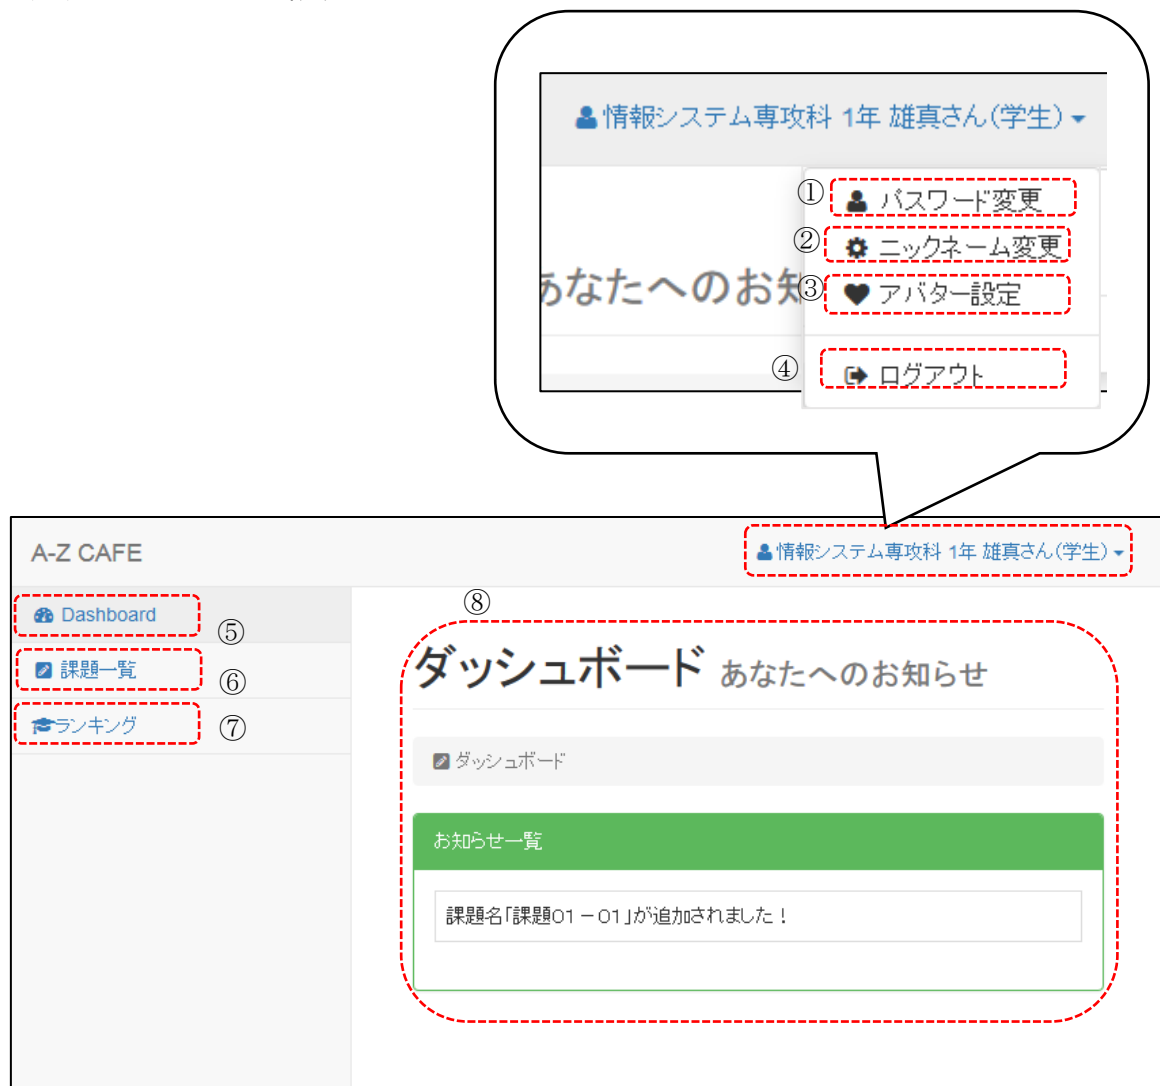 情報システム専攻科 1年 雄真さん(学生)
① パスワード変更
② ニックネーム変更
あなたへのお知
③ アバター設定
④ ログアウト
A-Z CAFE
情報システム専攻科 1年 雄真さん(学生)
Dashboard
⑤
課題一覧
⑥
ランキング
⑦
⑧
ダッシュボード あなたへのお知らせ
ダッシュボード
お知らせ一覧
課題名「課題01-01」が追加されました!